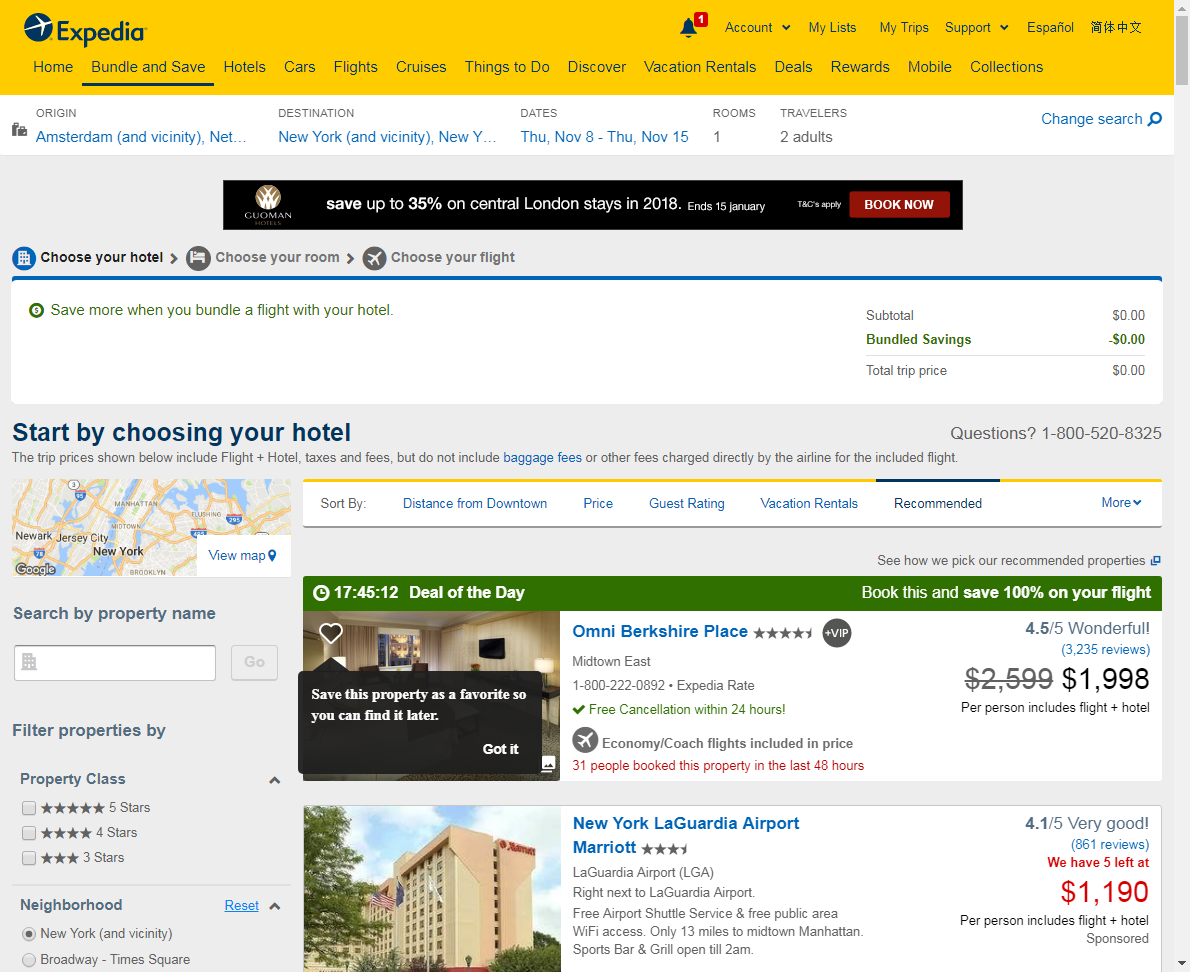 Expedia
1
Account
My Lists
My Trips
Support
Español
简体中文
Home
Bundle and Save
Hotels
Cars
Flights
Cruises
Things to Do
Discover
Vacation Rentals
Deals
Rewards
Mobile
Collections
ORIGIN
Amsterdam (and vicinity), Net...
DESTINATION
New York (and vicinity), New Y...
DATES
Thu, Nov 8 - Thu, Nov 15
ROOMS
1
TRAVELERS
2 adults
Change search
GUOMAN
HOTELS
save up to 35% on central London stays in 2018. Ends 15 january
T&C's apply
BOOK NOW
Choose your hotel
Choose your room
Choose your flight
Save more when you bundle a flight with your hotel.
Subtotal $0.00
Bundled Savings -$0.00
Total trip price $0.00
Start by choosing your hotel
Questions? 1-800-520-8325
The trip prices shown below include Flight + Hotel, taxes and fees, but do not include baggage fees or other fees charged directly by the airline for the included flight.
3
95
MANHATTAN
FLUSHING
295
MIDTOWN
495
Newark
Jersey City
New York
78
BROOKLYN
Google
View map
Sort By:
Distance from Downtown
Price
Guest Rating
Vacation Rentals
Recommended
More
See how we pick our recommended properties
Search by property name
Go
Filter properties by
Property Class
5 Stars
4 Stars
3 Stars
Neighborhood
Reset
New York (and vicinity)
Broadway - Times Square
17:45:12 Deal of the Day
Book this and save 100% on your flight
Save this property as a favorite so
you can find it later.
Got it
Omni Berkshire Place
+VIP
Midtown East
1-800-222-0892 • Expedia Rate
Free Cancellation within 24 hours!
Economy/Coach flights included in price
31 people booked this property in the last 48 hours
4.5/5 Wonderful!
(3,235 reviews)
$2,599 $1,998
Per person includes flight + hotel
Marriott
New York LaGuardia Airport
Marriott
LaGuardia Airport (LGA)
Right next to LaGuardia Airport.
Free Airport Shuttle Service & free public area
WiFi access. Only 13 miles to midtown Manhattan.
Sports Bar & Grill open till 2am.
4.1/5 Very good!
(861 reviews)
We have 5 left at
$1,190
Per person includes flight + hotel
Sponsored